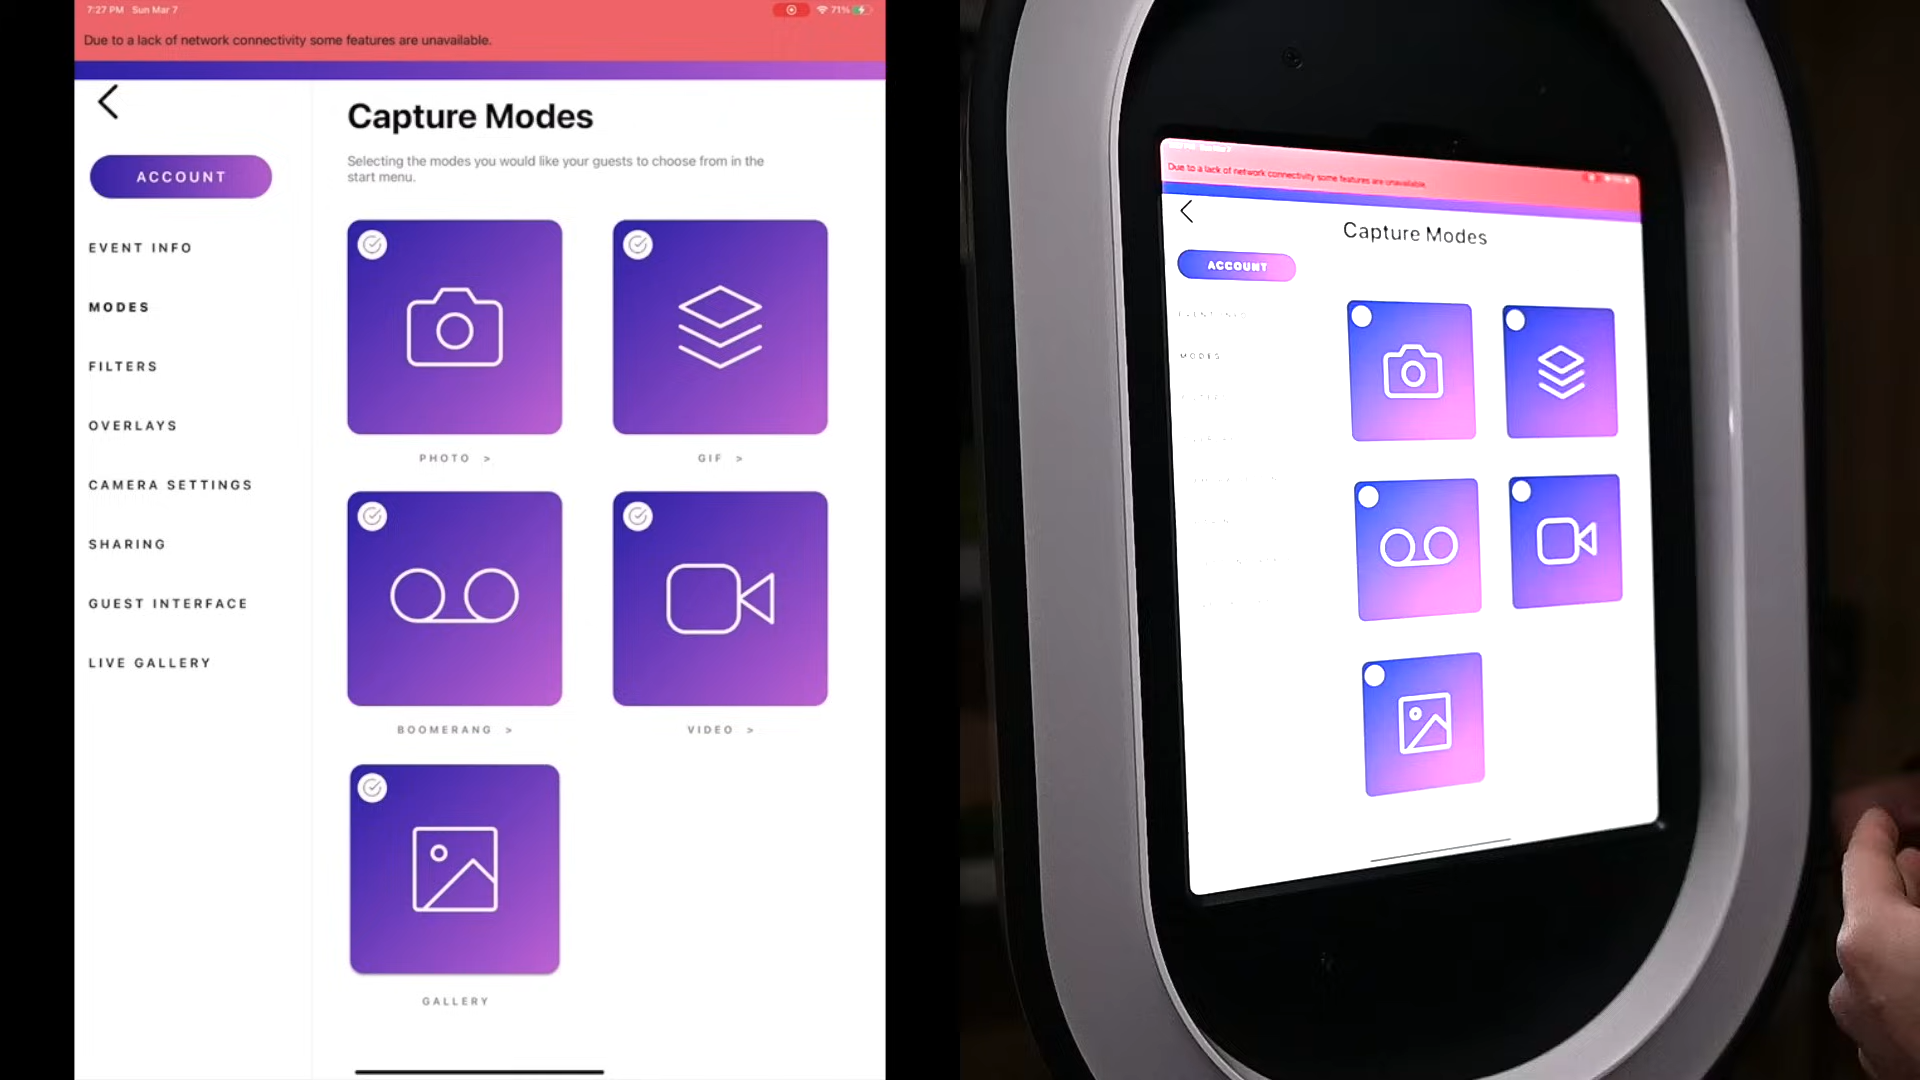 7:27 PM Sun Mar 7
71%
Due to a lack of network connectivity some features are unavailable.
ACCOUNT
EVENT INFO
MODES
FILTERS
OVERLAYS
CAMERA SETTINGS
SHARING
GUEST INTERFACE
LIVE GALLERY
Capture Modes
Selecting the modes you would like your guests to choose from in the
start menu.
PHOTO >
GIF >
BOOMERANG >
VIDEO >
GALLERY
Due to a lack of network connectivity some features are unavailable.
Capture Modes
ACCOUNT
EVENT INFO
MODES